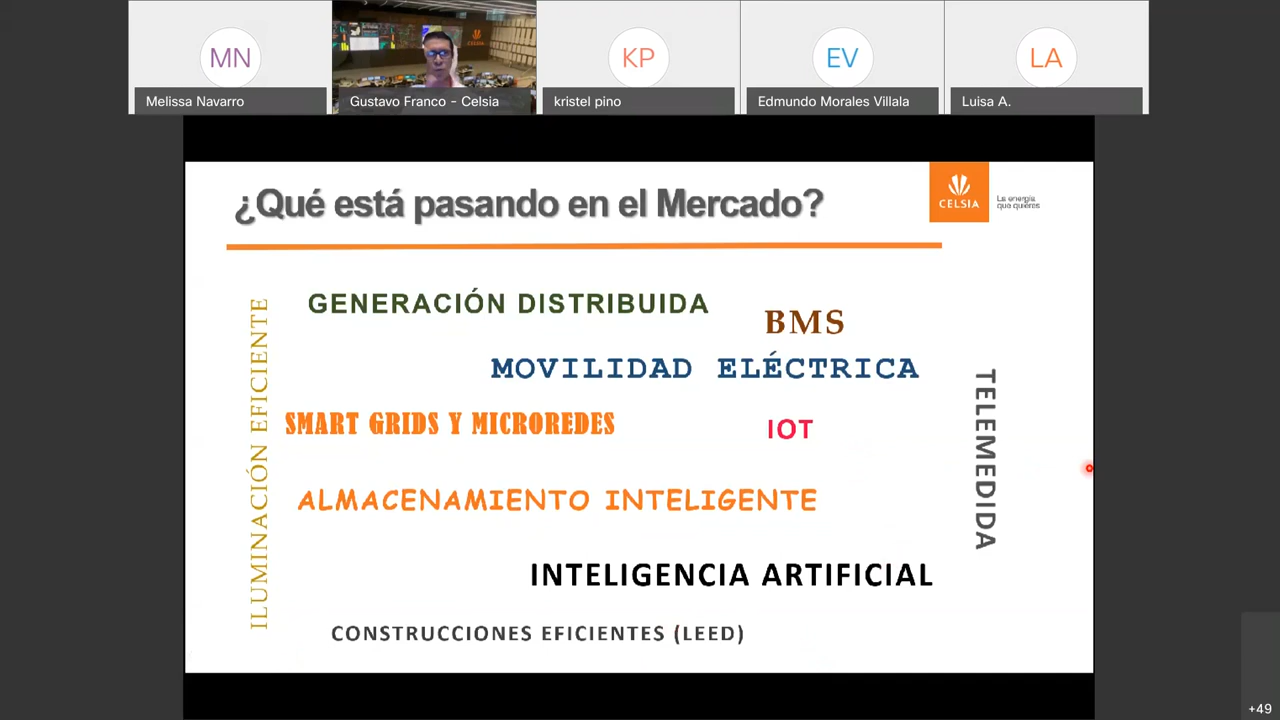 MN
KP
EV
LA
Melissa Navarro
Gustavo Franco - Celsia
kristel pino
Edmundo Morales Villala
Luisa A.
¿Qué está pasando en el Mercado?
CELSIA
La energía
que quieres
GENERACIÓN DISTRIBUIDA
BMS
MOVILIDAD ELÉCTRICA
SMART GRIDS Y MICROREDES
IOT
ILUMINACIÓN EFICIENTE
TELEMEDIDA
ALMACENAMIENTO INTELIGENTE
INTELIGENCIA ARTIFICIAL
CONSTRUCCIONES EFICIENTES (LEED)
+49